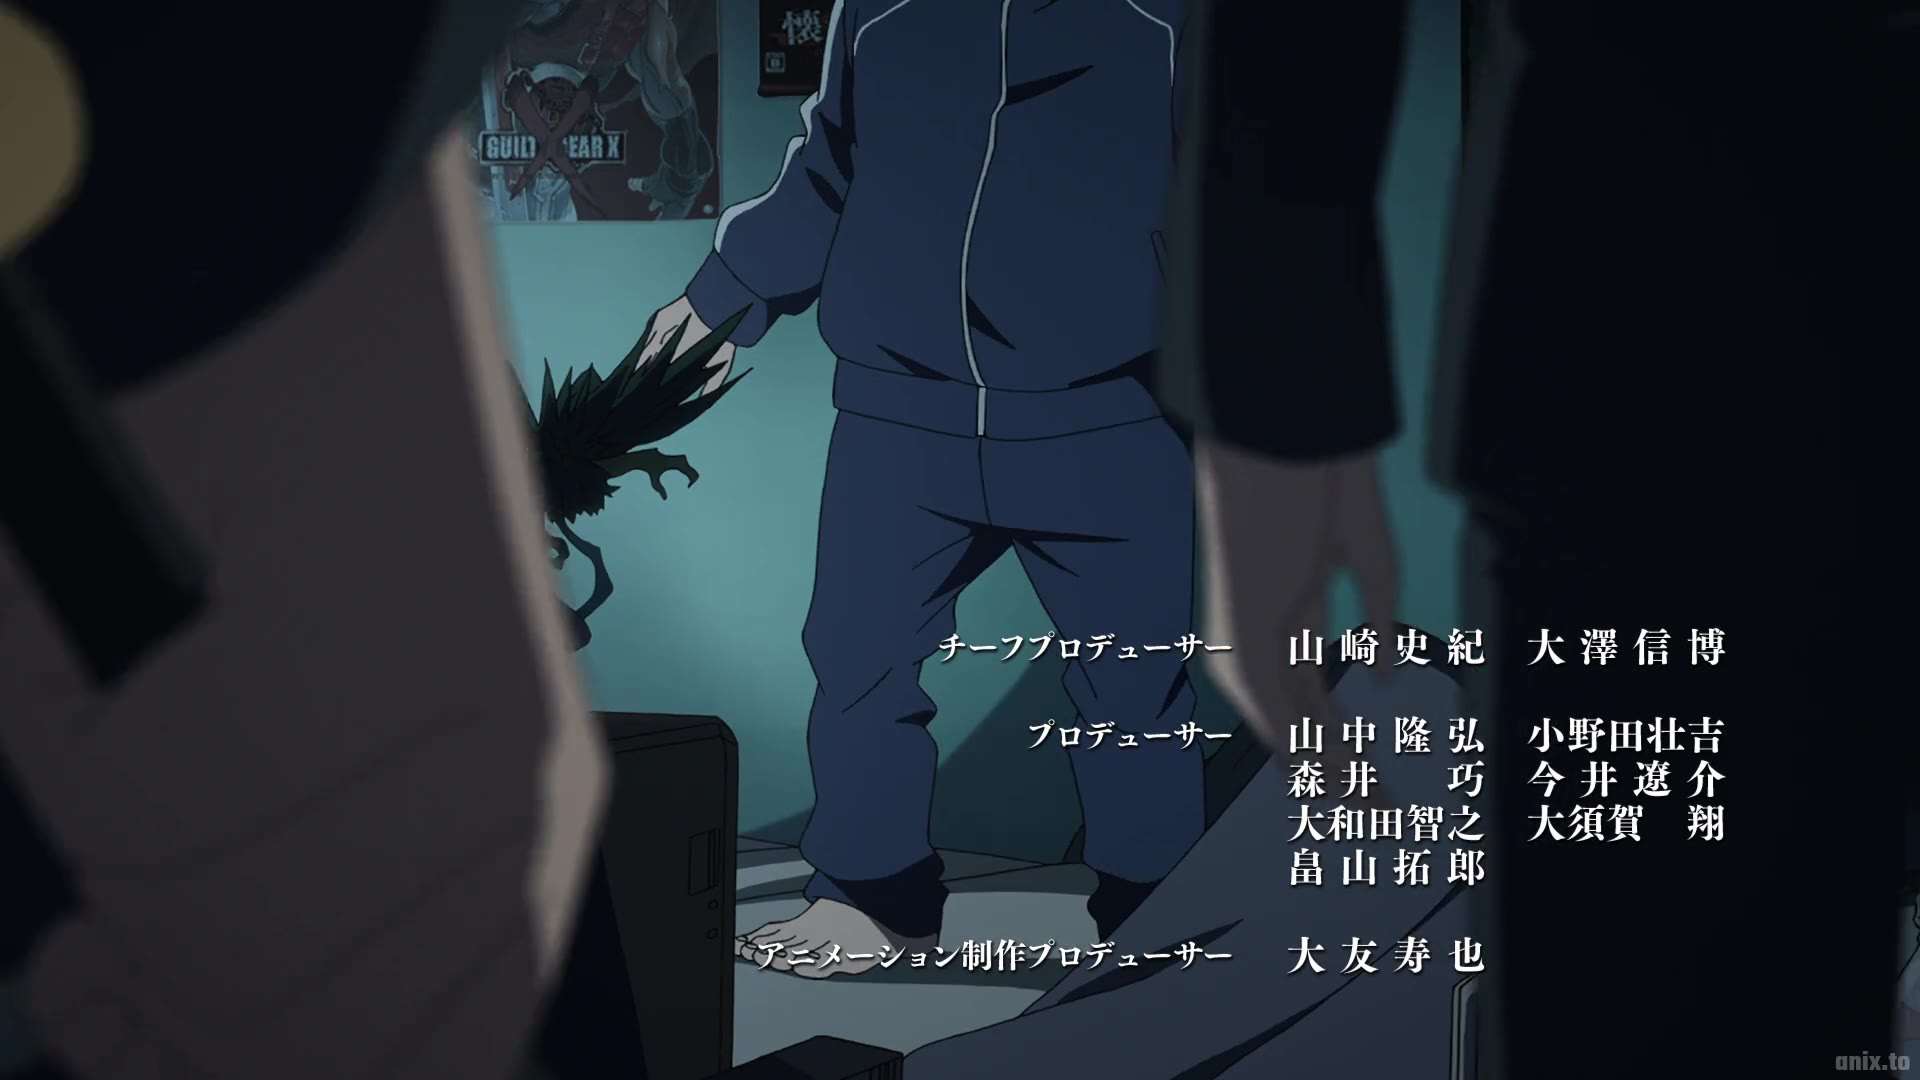 懐
GUILTY GEAR X
チーフプロデューサー 山崎史紀 大澤信博
プロデューサー 山中隆弘 小野田壮吉
森井 巧 今井遼介
大和田智之 大須賀 翔
畠山拓郎
アニメーション制作プロデューサー 大友寿也
anix.to